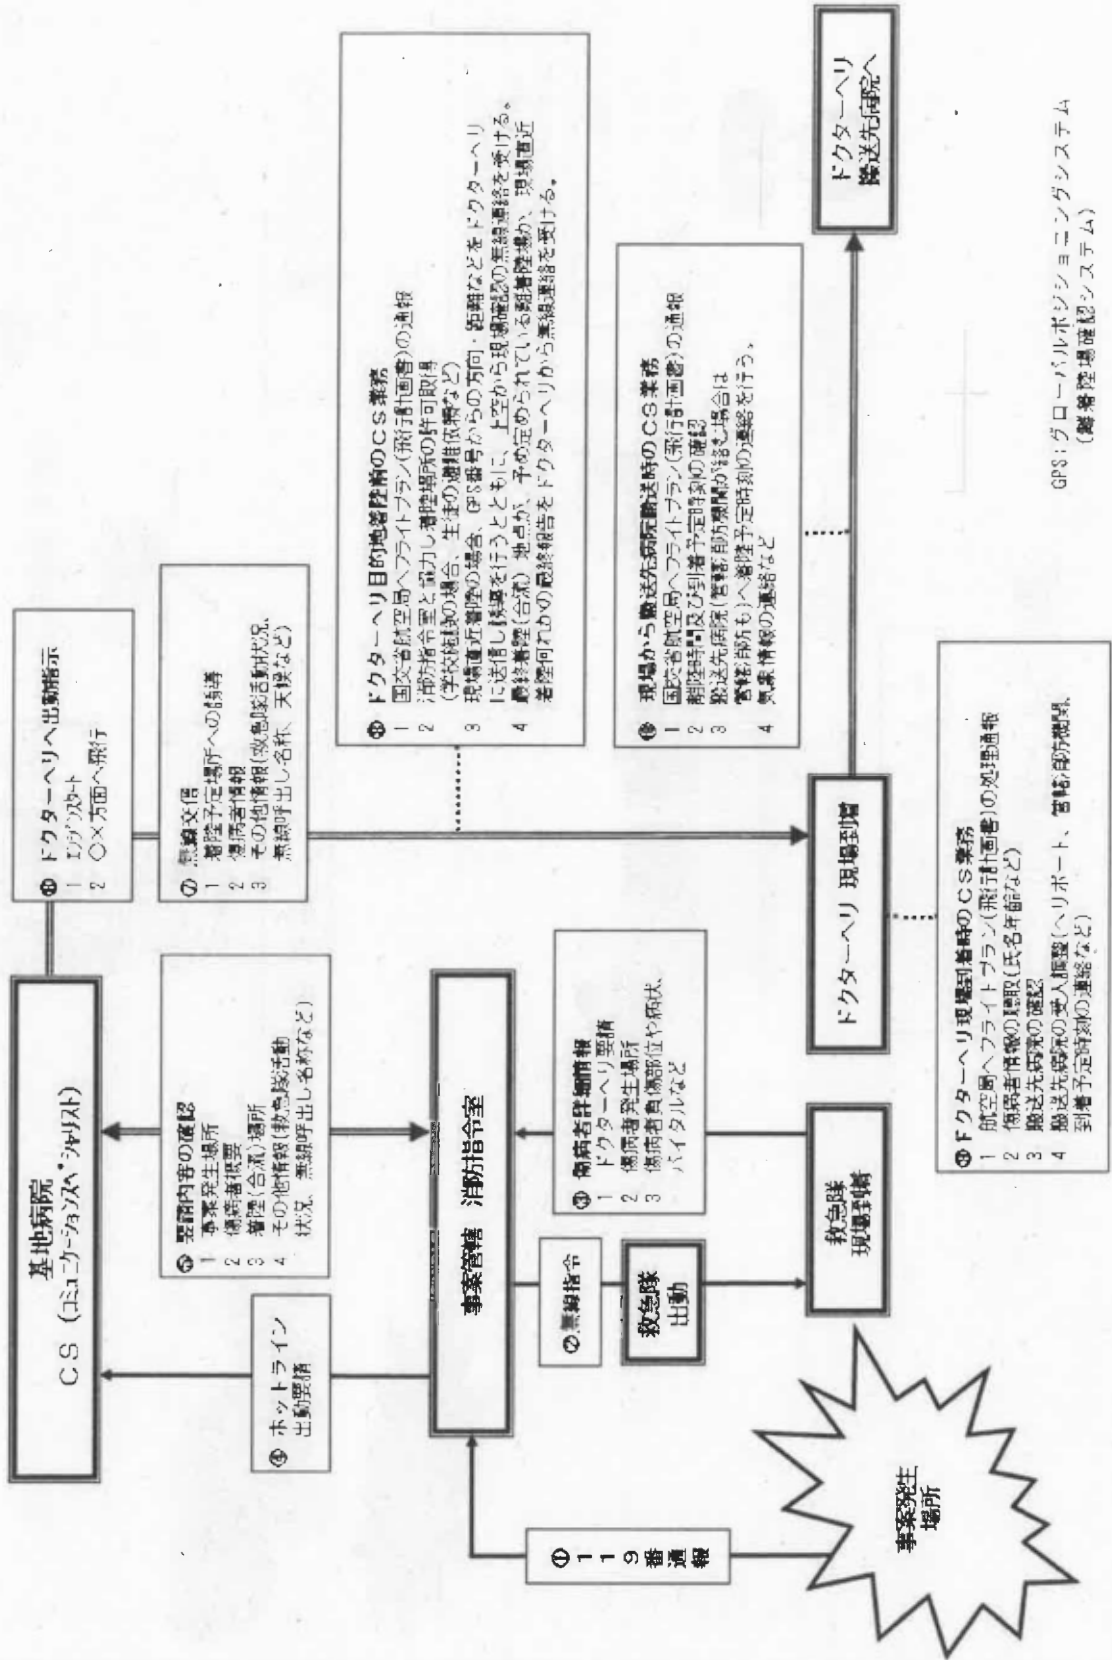 基地病院
CS (コミュニケーションスペシャリスト)
④ ホットライン
出動要請
⑤ 要請内容の確認
1 事案発生場所
2 傷病者概要
3 着陸(合流)場所
4 その他情報(救急隊活動
状況、無線呼出し名称など)
ドクターヘリへ出動指示
1 エンジンスタート
2 ○×方面へ飛行
⑦ 無線交信
1 着陸予定場所への誘導
2 傷病者情報
3 その他情報(救急隊活動状況、
無線呼出し名称、天候など)
ドクターヘリ目的地着陸前のCS業務
1 国交省航空局へフライトプラン(飛行計画書)の通報
2 消防指令室と協力し着陸場所の許可取得
(学校施設の場合、生徒の避難依頼など)
3 現場直近着陸の場合、GPS番号からの方向・距離などをドクターヘリ
に送信し誘導を行うとともに、上空から現場確認の無線連絡を受ける。
4 最終着陸(合流)地点が、予め定められている離着陸場か、現場直近
着陸何れかの最終報告をドクターヘリから無線連絡を受ける。
① 119番通報
事案管轄 消防指令室
②無線指令
救急隊
出動
③ 傷病者詳細情報
1 ドクターヘリ要請
2 傷病者発生場所
3 傷病者負傷部位や病状、
バイタルなど
現場から搬送先病院搬送時のCS業務
1 国交省航空局へフライトプラン(飛行計画書)の通報
2 離陸時間及び到着予定時刻の確認
3 搬送先病院(管轄消防機関が絡む場合は
管轄消防も)へ着陸予定時刻の連絡を行う。
4 気象情報の連絡など
事案発生
場所
救急隊
現場到着
ドクターヘリ 現場到着
ドクターヘリ
搬送先病院へ
ドクターヘリ現場到着時のCS業務
1 航空局へフライトプラン(飛行計画書)の処理通報
2 傷病者情報の聴取(氏名年齢など)
3 搬送先病院の確認
4 搬送先病院の受入調整(ヘリポート、管轄消防機関、
到着予定時刻の連絡など)
GPS:グローバルポジショニングシステム
(離着陸場確認システム)